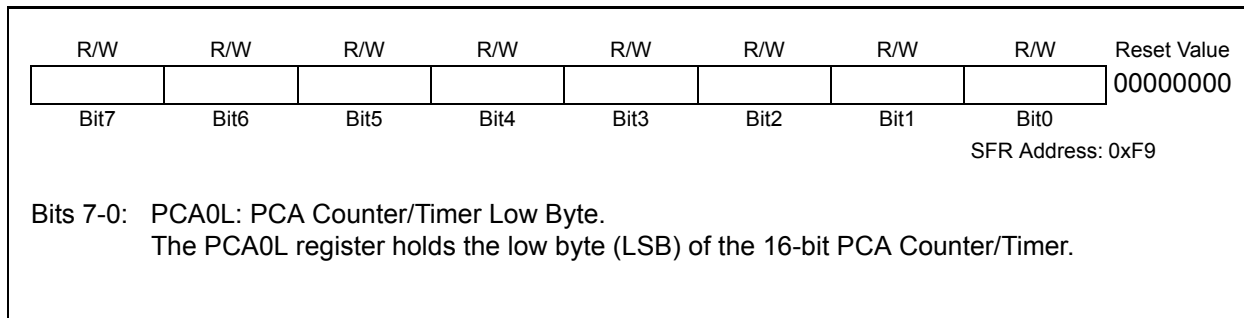 R/W R/W R/W R/W R/W R/W R/W R/W Reset Value
00000000
Bit7 Bit6 Bit5 Bit4 Bit3 Bit2 Bit1 Bit0
SFR Address: 0xF9
Bits 7-0: PCA0L: PCA Counter/Timer Low Byte.
The PCA0L register holds the low byte (LSB) of the 16-bit PCA Counter/Timer.